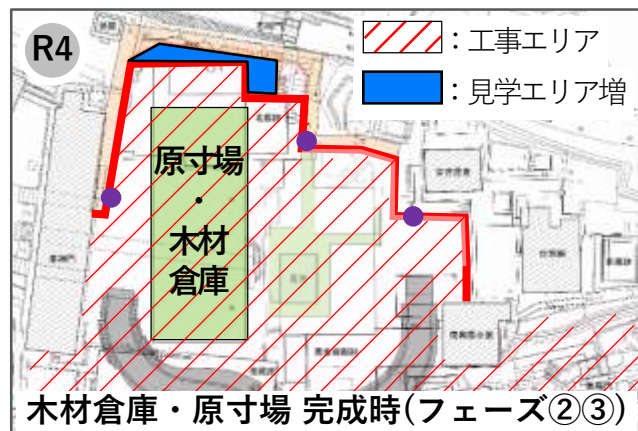 R4
：工事エリア
：見学エリア増
原寸場
・
木材
倉庫
木材倉庫・原寸場 完成時(フェーズ②③)